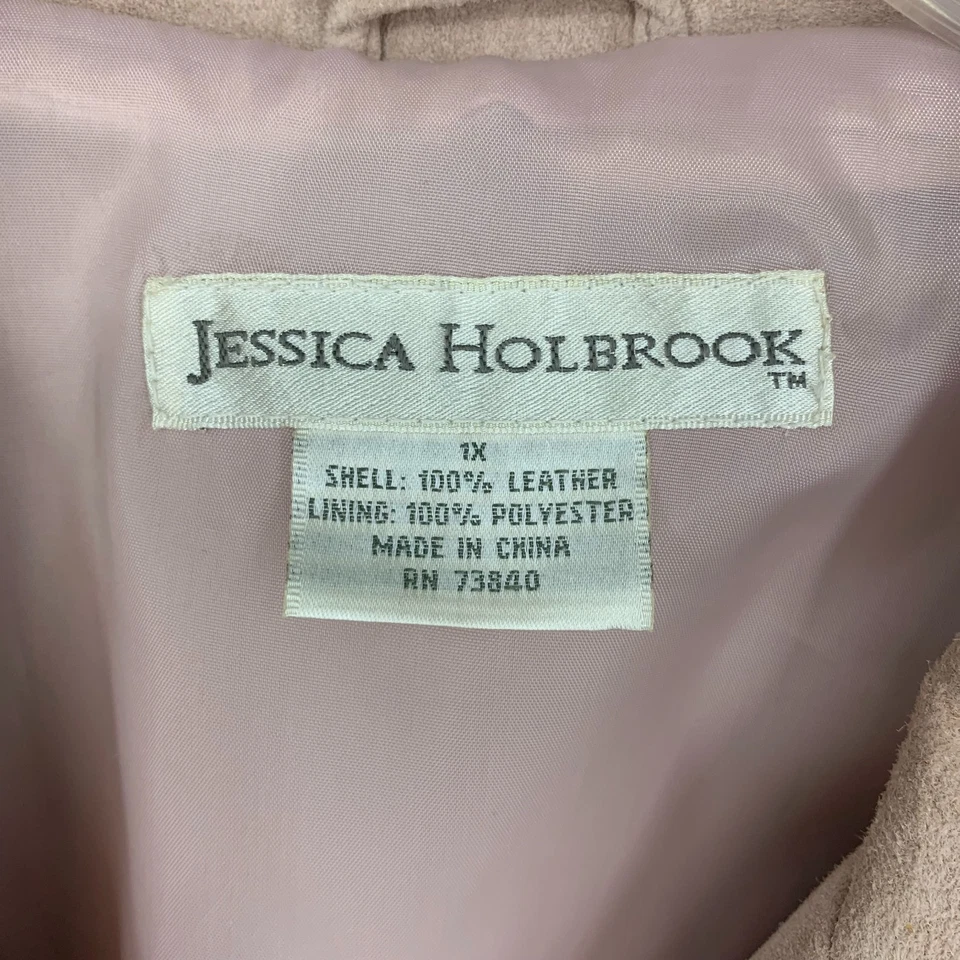 JESSICA HOLBROOK
TM
1X
SHELL: 100% LEATHER
LINING: 100% POLYESTER
MADE IN CHINA
RN 73840